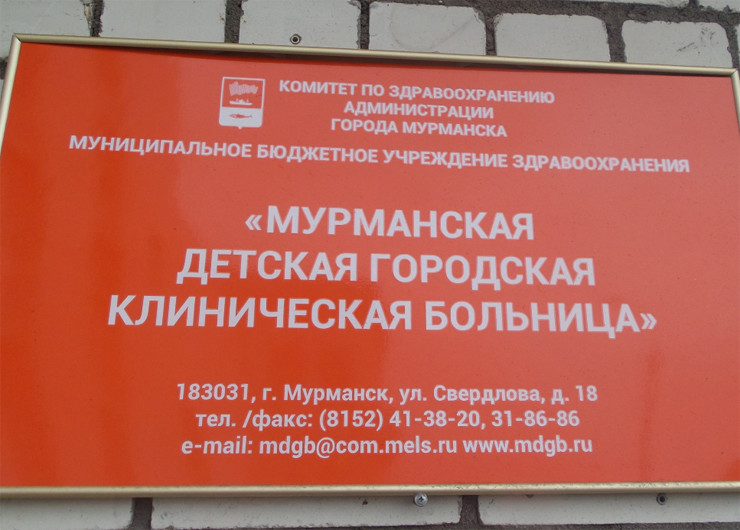 КОМИТЕТ ПО ЗДРАВООХРАНЕНИЮ
АДМИНИСТРАЦИИ
ГОРОДА МУРМАНСКА
МУНИЦИПАЛЬНОЕ БЮДЖЕТНОЕ УЧРЕЖДЕНИЕ ЗДРАВООХРАНЕНИЯ
«МУРМАНСКАЯ
ДЕТСКАЯ ГОРОДСКАЯ
КЛИНИЧЕСКАЯ БОЛЬНИЦА»
183031, г. Мурманск, ул. Свердлова, д. 18
тел. /факс: (8152) 41-38-20, 31-86-86
e-mail: mdgb@com.mels.ru www.mdgb.ru